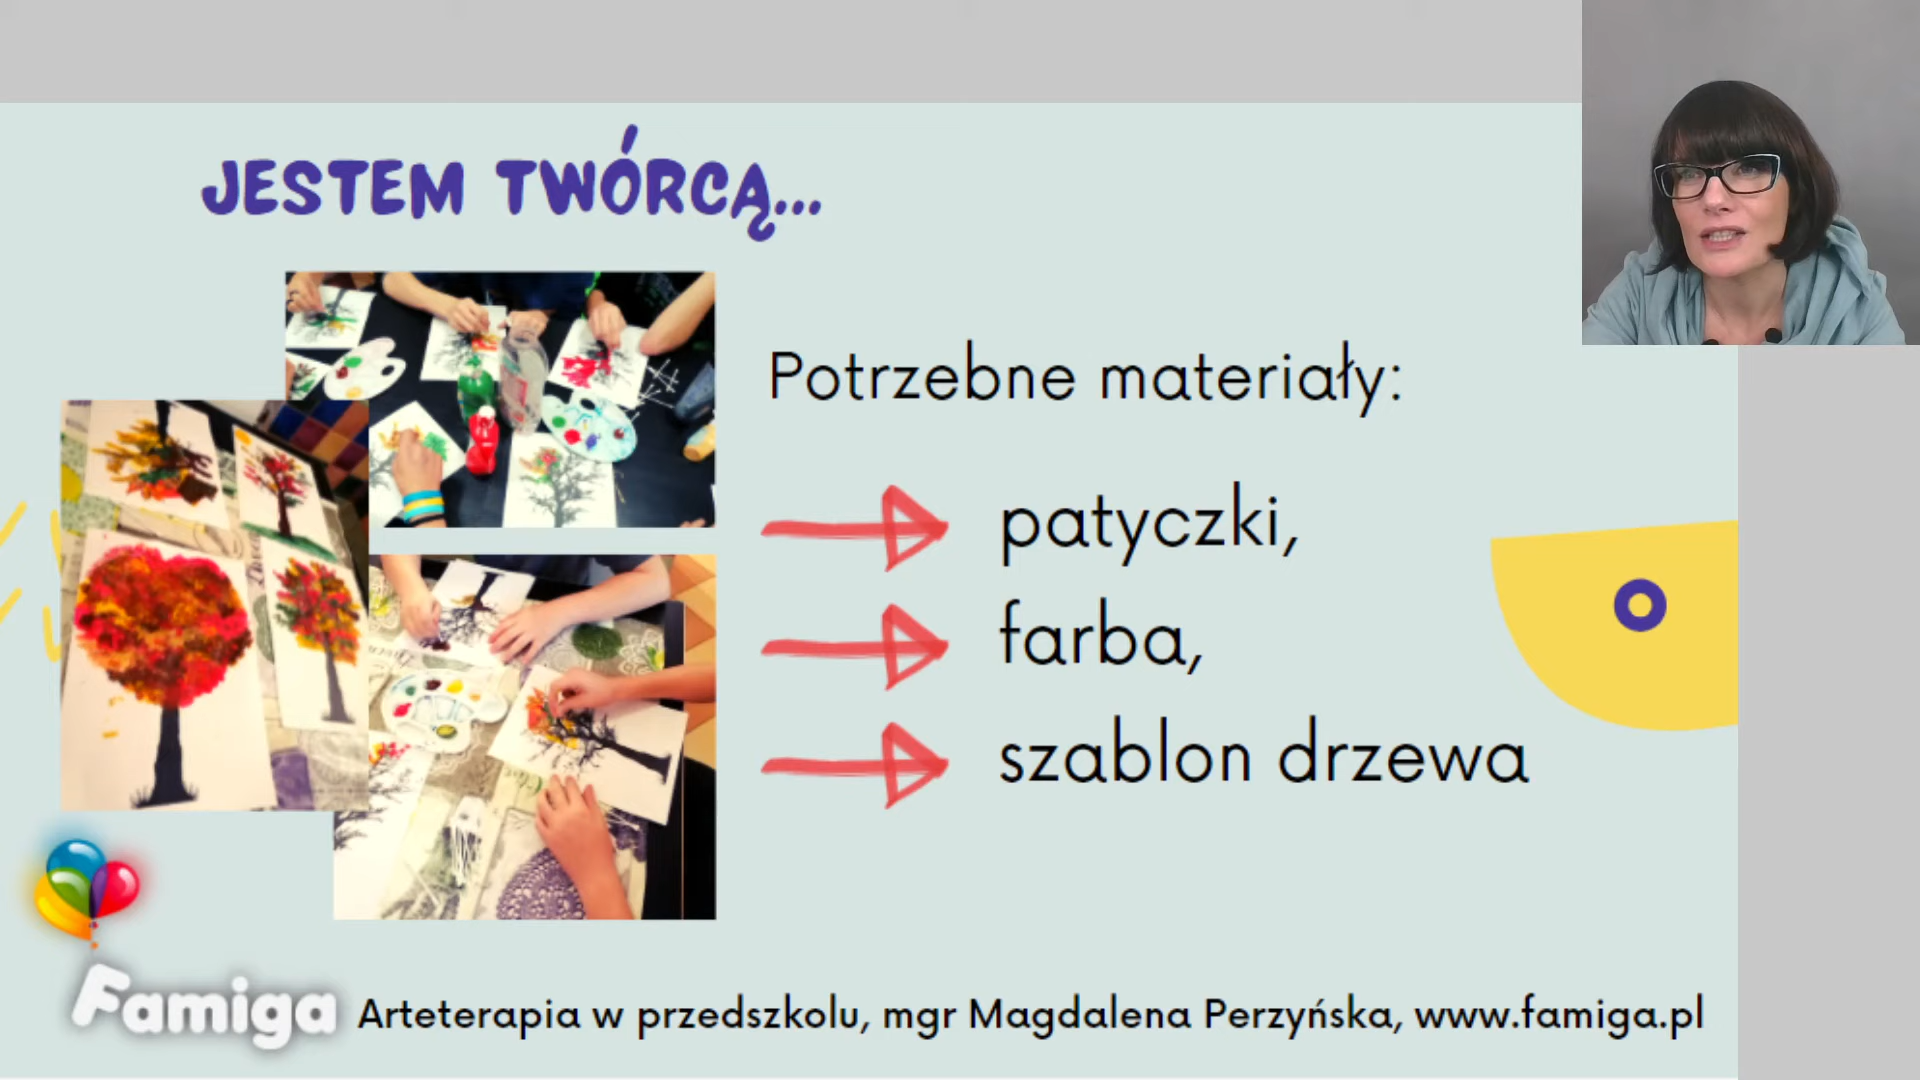 JESTEM TWÓRCĄ...
Potrzebne materiały:
patyczki,
farba,
szablon drzewa
Famiga
Arteterapia w przedszkolu, mgr Magdalena Perzyńska, www.famiga.pl